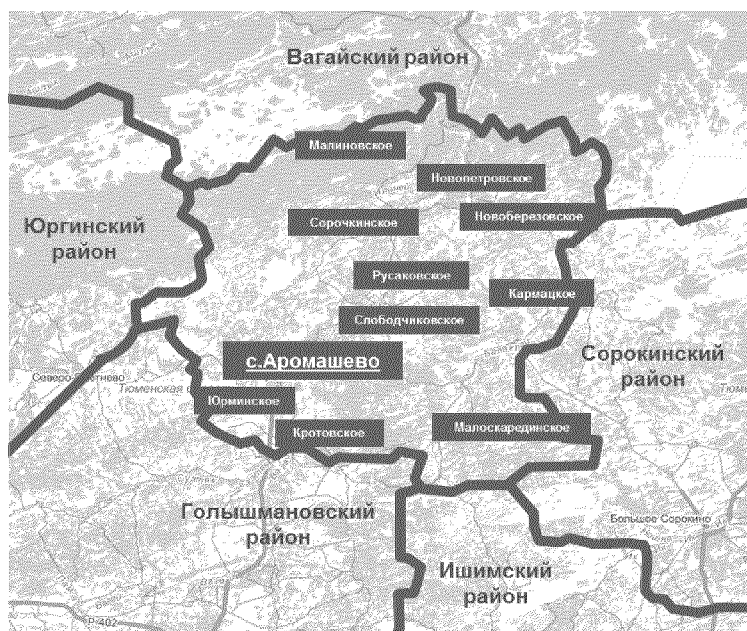 Вагайский район
Малиновское
Новопетровское
Сорочкинское
Новоберезовское
Юргинский
район
Русаковское
Кармацкое
Слободчиковское
с.Аромашево
Сорокинский
район
Юрминское
Кротовское
Малоскарединское
Голышмановский
район
Большое Сорокино
Ишимский
район
Р-402